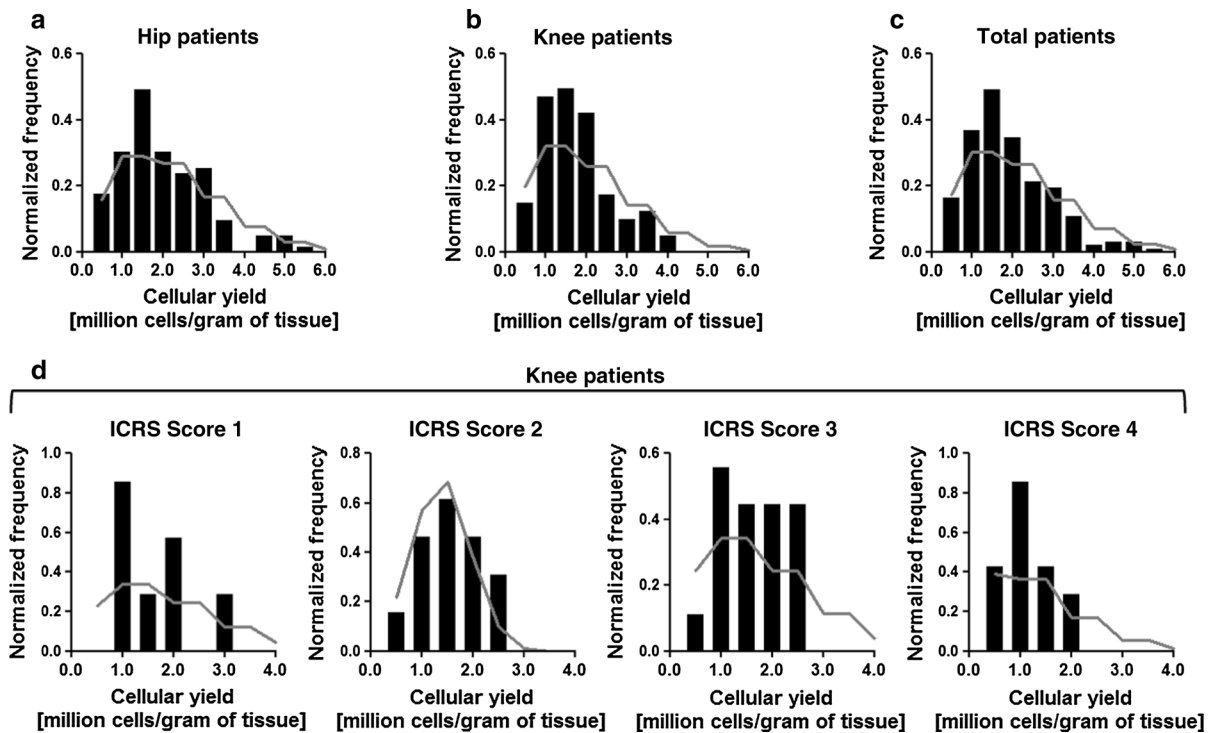 a
Hip patients
Normalized frequency
0.6
0.4
0.2
0.0
0.0 1.0 2.0 3.0 4.0 5.0 6.0
Cellular yield
[million cells/gram of tissue]
b
Knee patients
Normalized frequency
0.6
0.4
0.2
0.0
0.0 1.0 2.0 3.0 4.0 5.0 6.0
Cellular yield
[million cells/gram of tissue]
c
Total patients
Normalized frequency
0.6
0.4
0.2
0.0
0.0 1.0 2.0 3.0 4.0 5.0 6.0
Cellular yield
[million cells/gram of tissue]
d
Knee patients
ICRS Score 1
Normalized frequency
1.0
0.8
0.6
0.4
0.2
0.0
0.0 1.0 2.0 3.0 4.0
Cellular yield
[million cells/gram of tissue]
ICRS Score 2
Normalized frequency
0.8
0.6
0.4
0.2
0.0
0.0 1.0 2.0 3.0 4.0
Cellular yield
[million cells/gram of tissue]
ICRS Score 3
Normalized frequency
0.6
0.4
0.2
0.0
0.0 1.0 2.0 3.0 4.0
Cellular yield
[million cells/gram of tissue]
ICRS Score 4
Normalized frequency
1.0
0.8
0.6
0.4
0.2
0.0
0.0 1.0 2.0 3.0 4.0
Cellular yield
[million cells/gram of tissue]